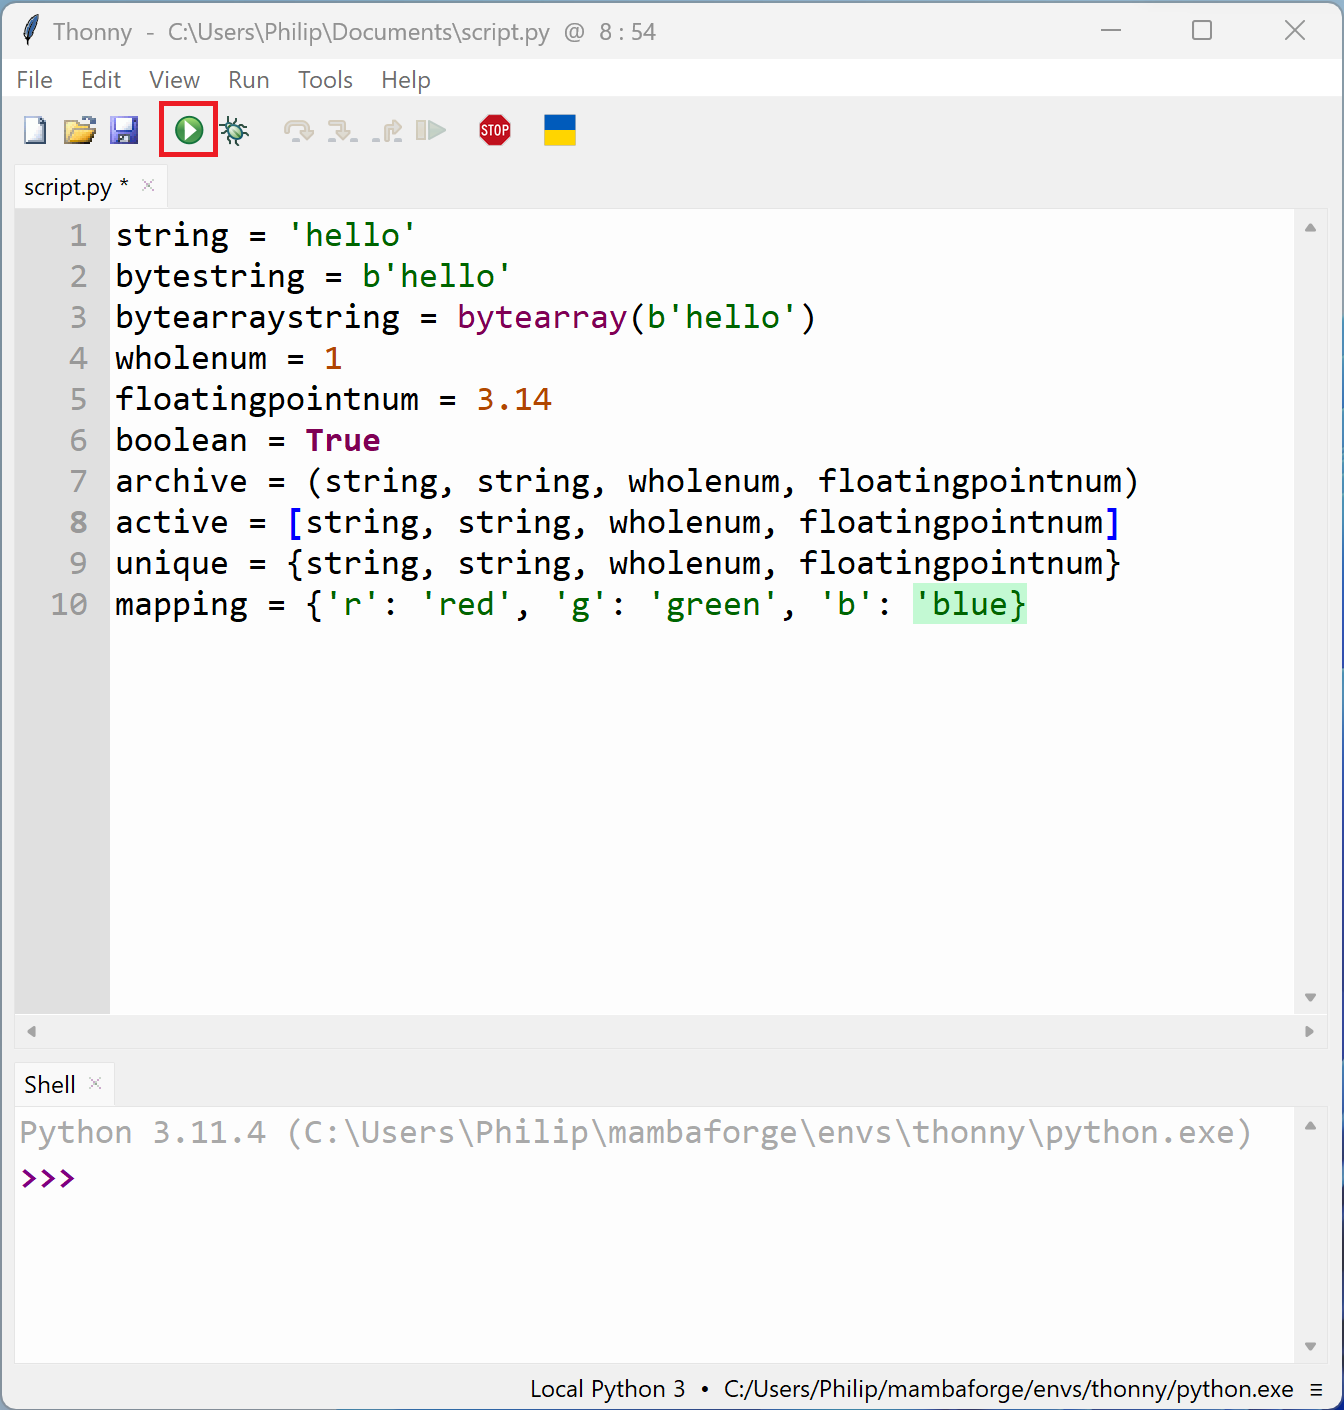 Thonny - C:\Users\Philip\Documents\script.py @ 8 : 54
File Edit View Run Tools Help
STOP
script.py *
1 string = 'hello'
2 bytestring = b'hello'
3 bytearraystring = bytearray(b'hello')
4 wholenum = 1
5 floatingpointnum = 3.14
6 boolean = True
7 archive = (string, string, wholenum, floatingpointnum)
8 active = [string, string, wholenum, floatingpointnum]
9 unique = {string, string, wholenum, floatingpointnum}
10 mapping = {'r': 'red', 'g': 'green', 'b': 'blue}
Shell
Python 3.11.4 (C:\Users\Philip\mambaforge\envs\thonny\python.exe)
>>>
Local Python 3 • C:/Users/Philip/mambaforge/envs/thonny/python.exe ≡